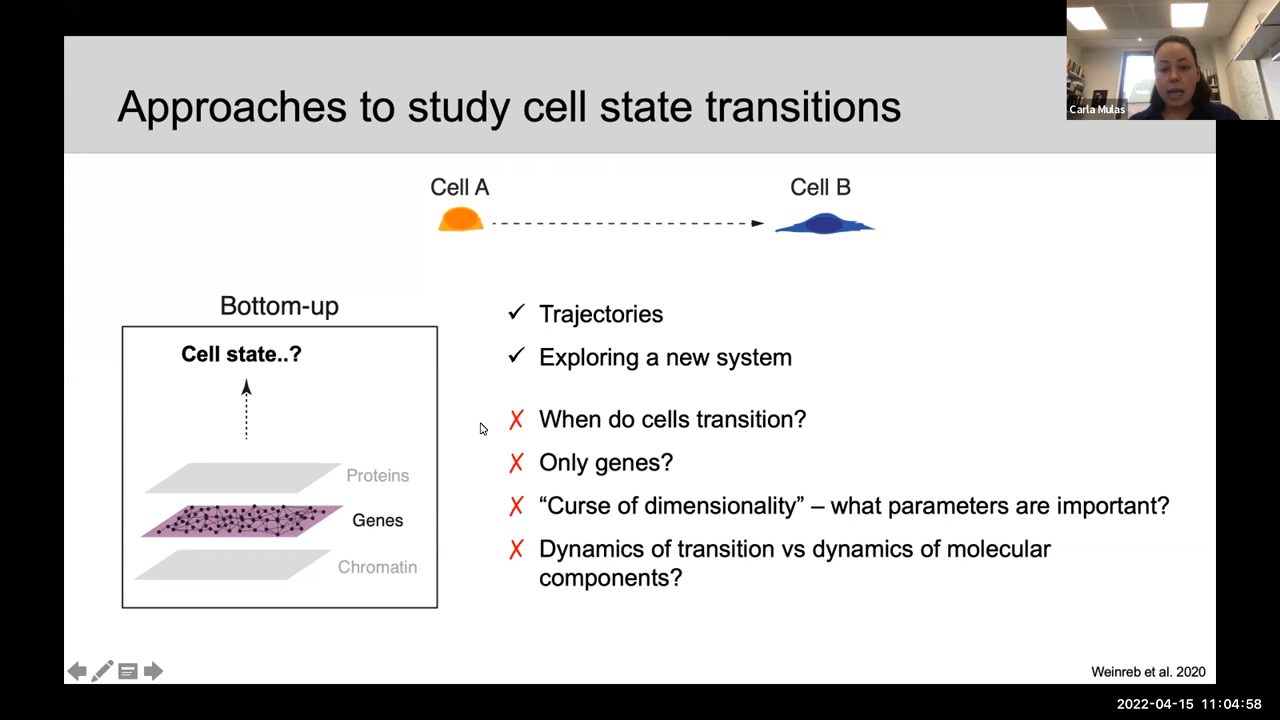 Approaches to study cell state transitions
Carla Mulas
Cell A
Cell B
Bottom-up
Cell state..?
Proteins
Genes
Chromatin
✓ Trajectories
✓ Exploring a new system
✗ When do cells transition?
✗ Only genes?
✗ “Curse of dimensionality” – what parameters are important?
✗ Dynamics of transition vs dynamics of molecular
components?
Weinreb et al. 2020
2022-04-15 11:04:58